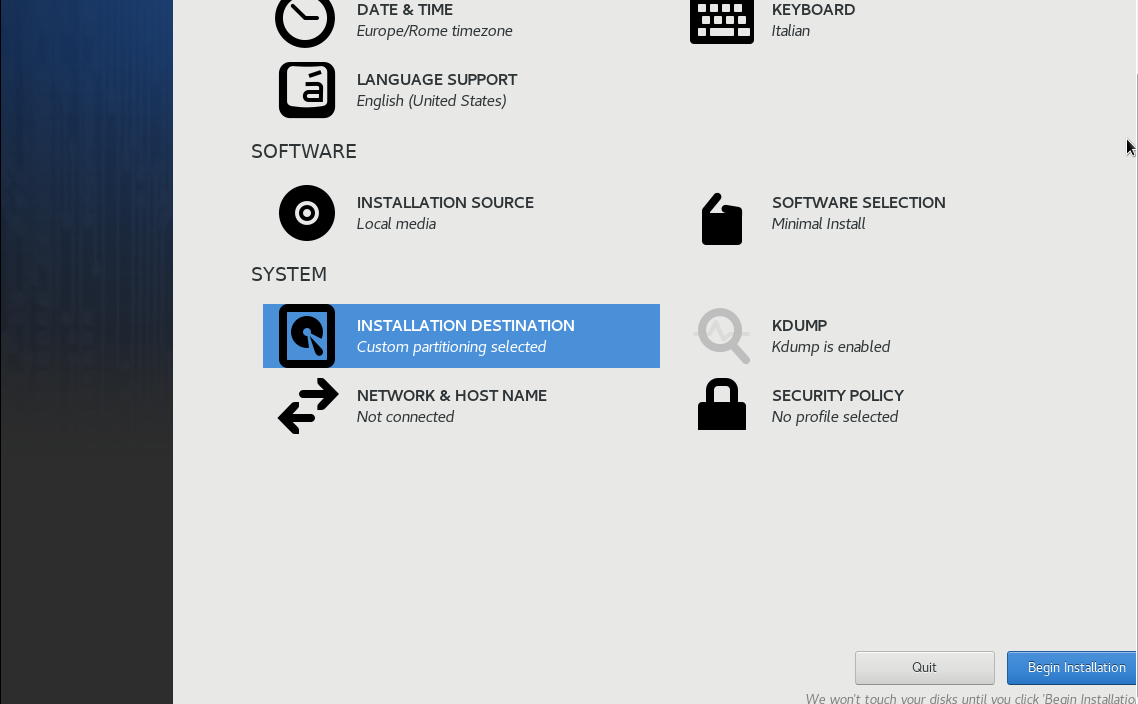 DATE & TIME
Europe/Rome timezone
KEYBOARD
Italian
LANGUAGE SUPPORT
English (United States)
SOFTWARE
INSTALLATION SOURCE
Local media
SOFTWARE SELECTION
Minimal Install
SYSTEM
INSTALLATION DESTINATION
Custom partitioning selected
KDUMP
Kdump is enabled
NETWORK & HOST NAME
Not connected
SECURITY POLICY
No profile selected
Quit
Begin Installation
We won't touch your disks until you click 'Begin Installatio